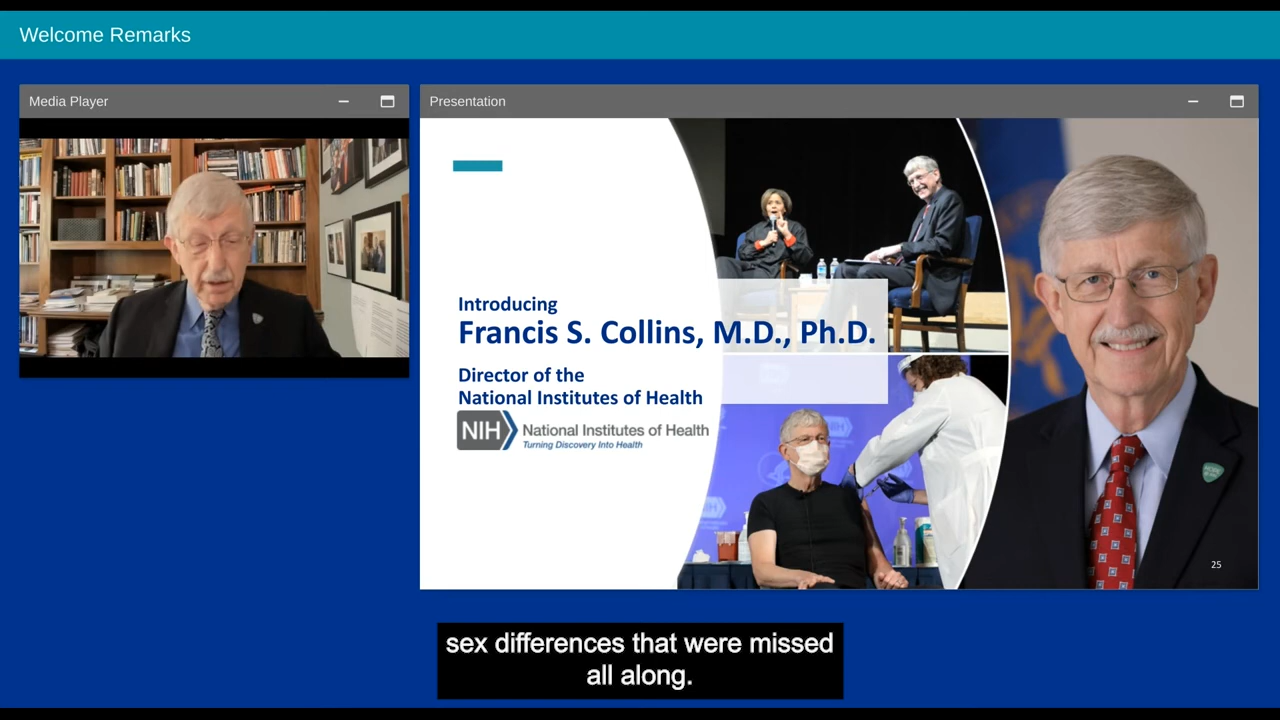 Welcome Remarks
Media Player
Presentation
Introducing
Francis S. Collins, M.D., Ph.D.
Director of the
National Institutes of Health
NIH National Institutes of Health
Turning Discovery Into Health
25
sex differences that were missed
all along.